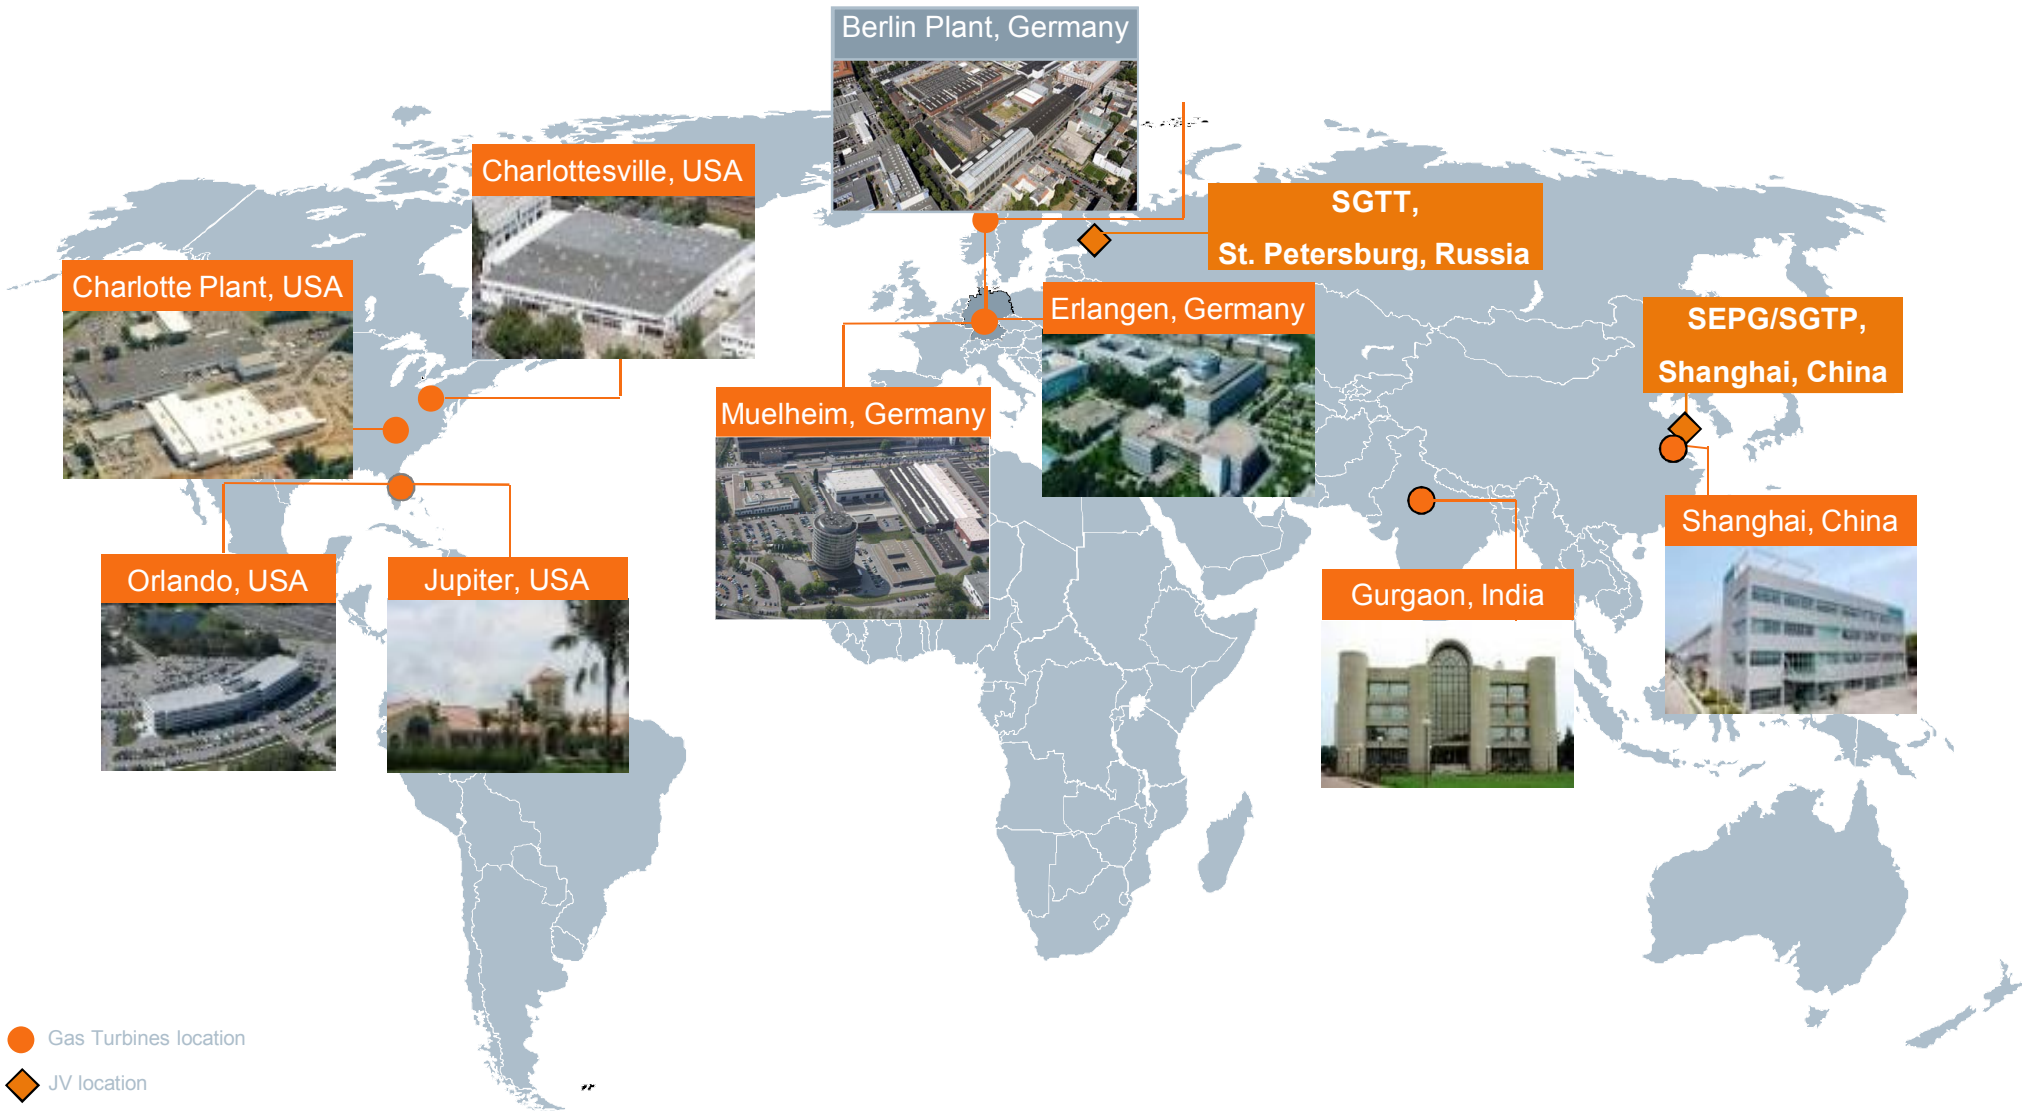 Berlin Plant, Germany
Charlottesville, USA
SGTT,
St. Petersburg, Russia
Charlotte Plant, USA
Erlangen, Germany
SEPG/SGTP,
Shanghai, China
Muelheim, Germany
Shanghai, China
Orlando, USA
Jupiter, USA
Gurgaon, India
Gas Turbines location
JV location